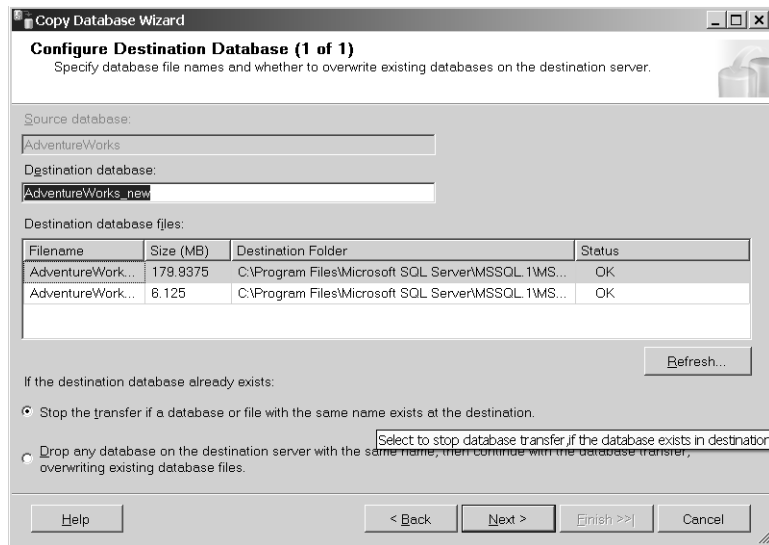 Copy Database Wizard
Configure Destination Database (1 of 1)
Specify database file names and whether to overwrite existing databases on the destination server.
Source database:
AdventureWorks
Destination database:
AdventureWorks_new
Destination database files:
Filename Size (MB) Destination Folder Status
AdventureWork... 179.9375 C:\Program Files\Microsoft SQL Server\MSSQL.1\MS... OK
AdventureWork... 6.125 C:\Program Files\Microsoft SQL Server\MSSQL.1\MS... OK
Refresh...
If the destination database already exists:
Stop the transfer if a database or file with the same name exists at the destination.
Select to stop database transfer,if the database exists in destination
Drop any database on the destination server with the same name, then continue with the database transfer,
overwriting existing database files.
Help < Back Next > Finish >>| Cancel